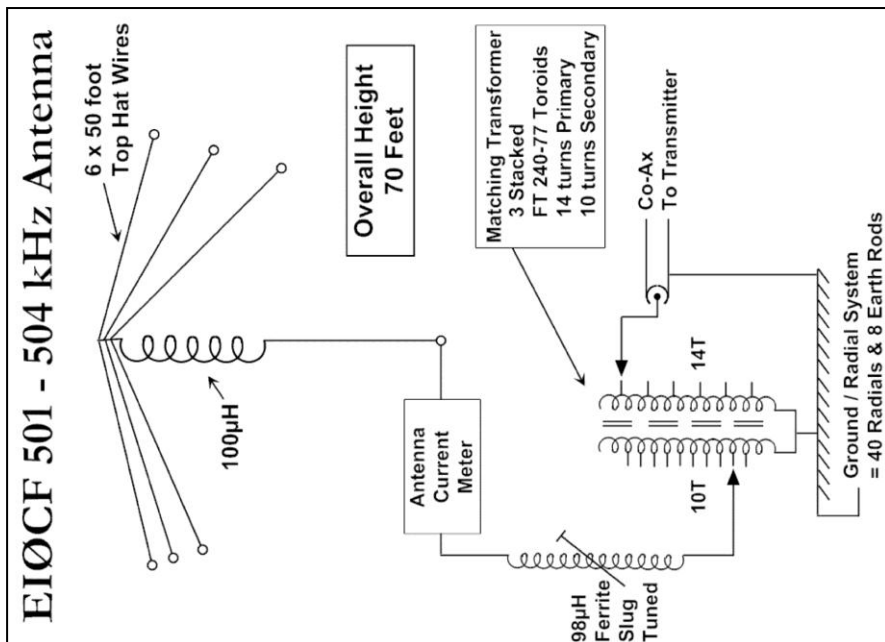 EIØCF 501 - 504 kHz Antenna
6 x 50 foot
Top Hat Wires
100µH
Overall Height
70 Feet
Matching Transformer
3 Stacked
FT 240-77 Toroids
14 turns Primary
10 turns Secondary
Antenna
Current
Meter
Co-Ax
To Transmitter
14T
10T
98µH
Ferrite
Slug
Tuned
Ground / Radial System
= 40 Radials & 8 Earth Rods